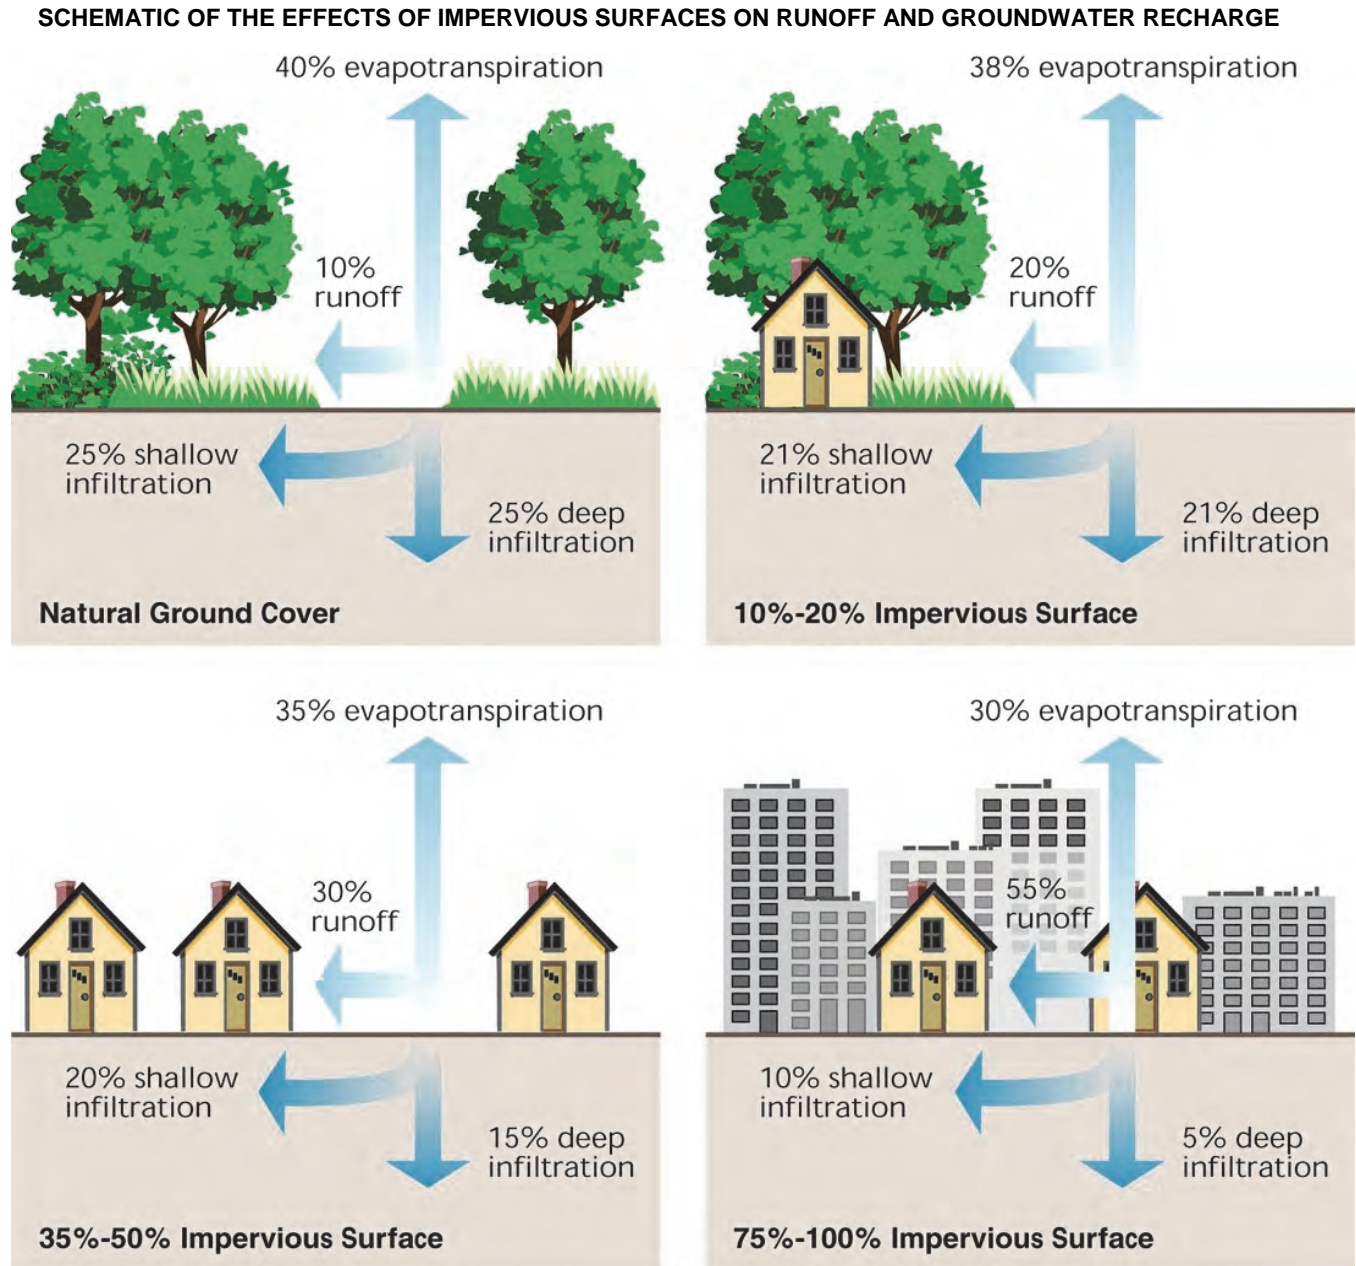 SCHEMATIC OF THE EFFECTS OF IMPERVIOUS SURFACES ON RUNOFF AND GROUNDWATER RECHARGE
40% evapotranspiration
10%
runoff
25% shallow
infiltration
25% deep
infiltration
Natural Ground Cover
38% evapotranspiration
20%
runoff
21% shallow
infiltration
21% deep
infiltration
10%-20% Impervious Surface
35% evapotranspiration
30%
runoff
20% shallow
infiltration
15% deep
infiltration
35%-50% Impervious Surface
30% evapotranspiration
55%
runoff
10% shallow
infiltration
5% deep
infiltration
75%-100% Impervious Surface